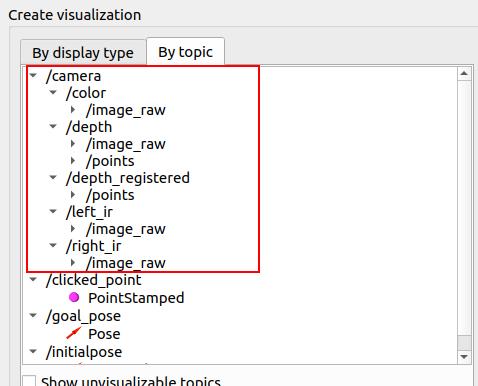 Create visualization
By display type
By topic
/camera
/color
/image_raw
/depth
/image_raw
/points
/depth_registered
/points
/left_ir
/image_raw
/right_ir
/image_raw
/clicked_point
PointStamped
/goal_pose
Pose
/initialpose
Show unvisualizable topics